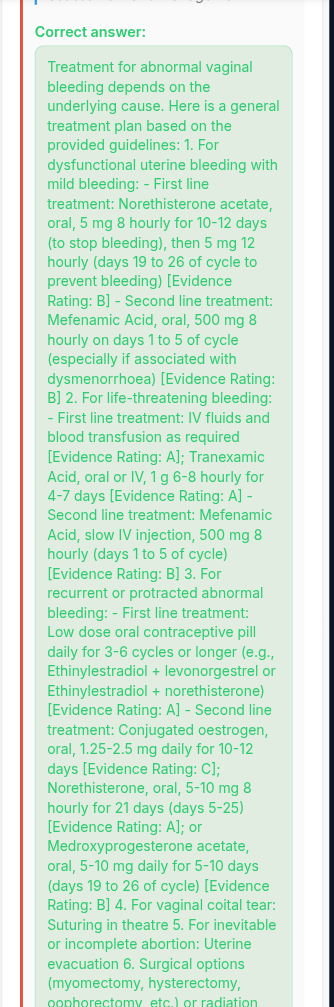 Correct answer:
Treatment for abnormal vaginal
bleeding depends on the
underlying cause. Here is a general
treatment plan based on the
provided guidelines: 1. For
dysfunctional uterine bleeding with
mild bleeding: - First line
treatment: Norethisterone acetate,
oral, 5 mg 8 hourly for 10-12 days
(to stop bleeding), then 5 mg 12
hourly (days 19 to 26 of cycle to
prevent bleeding) [Evidence
Rating: B] - Second line treatment:
Mefenamic Acid, oral, 500 mg 8
hourly on days 1 to 5 of cycle
(especially if associated with
dysmenorrhoea) [Evidence Rating:
B] 2. For life-threatening bleeding:
- First line treatment: IV fluids and
blood transfusion as required
[Evidence Rating: A]; Tranexamic
Acid, oral or IV, 1 g 6-8 hourly for
4-7 days [Evidence Rating: A] -
Second line treatment: Mefenamic
Acid, slow IV injection, 500 mg 8
hourly (days 1 to 5 of cycle)
[Evidence Rating: B] 3. For
recurrent or protracted abnormal
bleeding: - First line treatment:
Low dose oral contraceptive pill
daily for 3-6 cycles or longer (e.g.,
Ethinylestradiol + levonorgestrel or
Ethinylestradiol + norethisterone)
[Evidence Rating: A] - Second line
treatment: Conjugated oestrogen,
oral, 1.25-2.5 mg daily for 10-12
days [Evidence Rating: C];
Norethisterone, oral, 5-10 mg 8
hourly for 21 days (days 5-25)
[Evidence Rating: A]; or
Medroxyprogesterone acetate,
oral, 5-10 mg daily for 5-10 days
(days 19 to 26 of cycle) [Evidence
Rating: B] 4. For vaginal coital tear:
Suturing in theatre 5. For inevitable
or incomplete abortion: Uterine
evacuation 6. Surgical options
(myomectomy, hysterectomy,
oophorectomy, etc.) or radiation